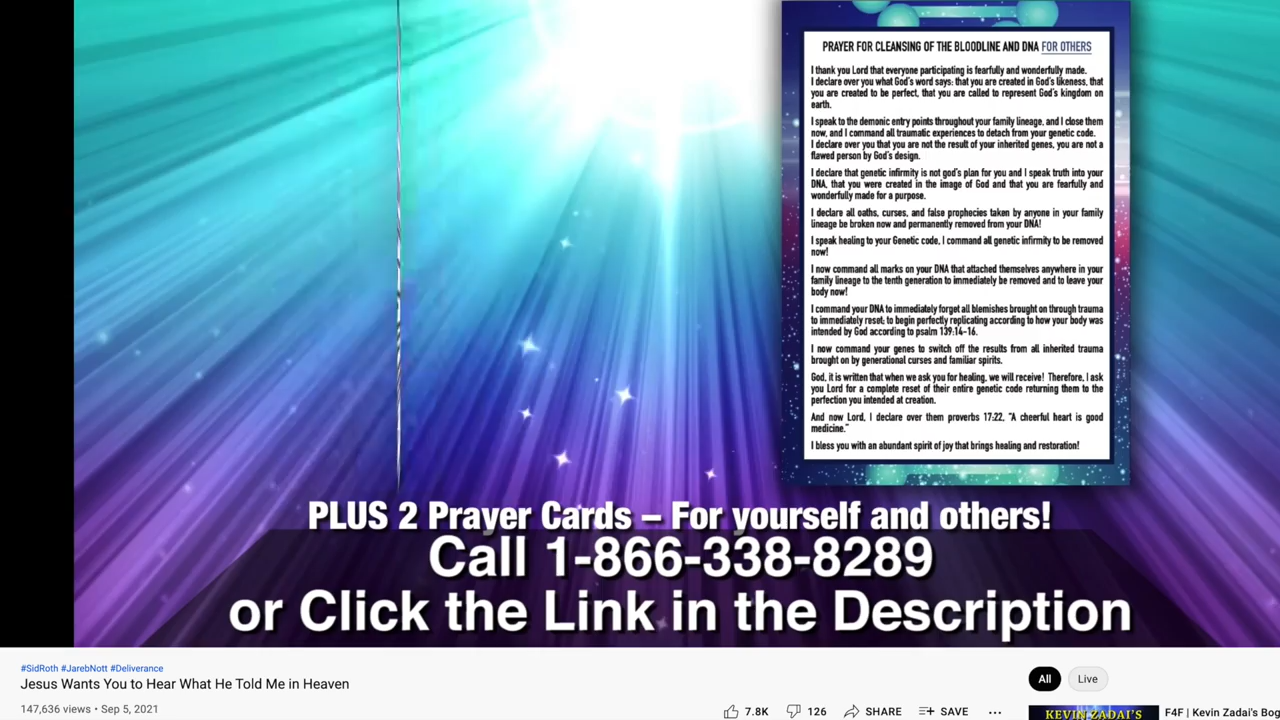 PRAYER FOR CLEANSING OF THE BLOODLINE AND DNA FOR OTHERS
I thank you Lord that everyone participating is fearfully and wonderfully made.
I declare over you what God's word says: that you are created in God's likeness, that
you are created to be perfect, that you are called to represent God's kingdom on
earth.
I speak to the demonic entry points throughout your family lineage, and I close them
now, and I command all traumatic experiences to detach from your genetic code.
I declare over you that you are not the result of your inherited genes, you are not a
flawed person by God's design.
I declare that genetic infirmity is not god's plan for you and I speak truth into your
DNA, that you were created in the image of God and that you are fearfully and
wonderfully made for a purpose.
I declare all oaths, curses, and false prophecies taken by anyone in your family
lineage be broken now and permanently removed from your DNA!
I speak healing to your Genetic code, I command all genetic infirmity to be removed
now!
I now command all marks on your DNA that attached themselves anywhere in your
family lineage to the tenth generation to immediately be removed and to leave your
body now!
I command your DNA to immediately forget all blemishes brought on through trauma
to immediately reset; to begin perfectly replicating according to how your body was
intended by God according to psalm 139:14-16.
I now command your genes to switch off the results from all inherited trauma
brought on by generational curses and familiar spirits.
God, it is written that when we ask you for healing, we will receive! Therefore, I ask
you Lord for a complete reset of their entire genetic code returning them to the
perfection you intended at creation.
And now Lord, I declare over them proverbs 17:22, "A cheerful heart is good
medicine."
I bless you with an abundant spirit of joy that brings healing and restoration!
PLUS 2 Prayer Cards – For yourself and others!
Call 1-866-338-8289
or Click the Link in the Description
#SidRoth #JarebNott #Deliverance
Jesus Wants You to Hear What He Told Me in Heaven
147,636 views • Sep 5, 2021
7.8K 126 SHARE SAVE
All Live
KEVIN ZADAI'S
F4F | Kevin Zadai's Bog